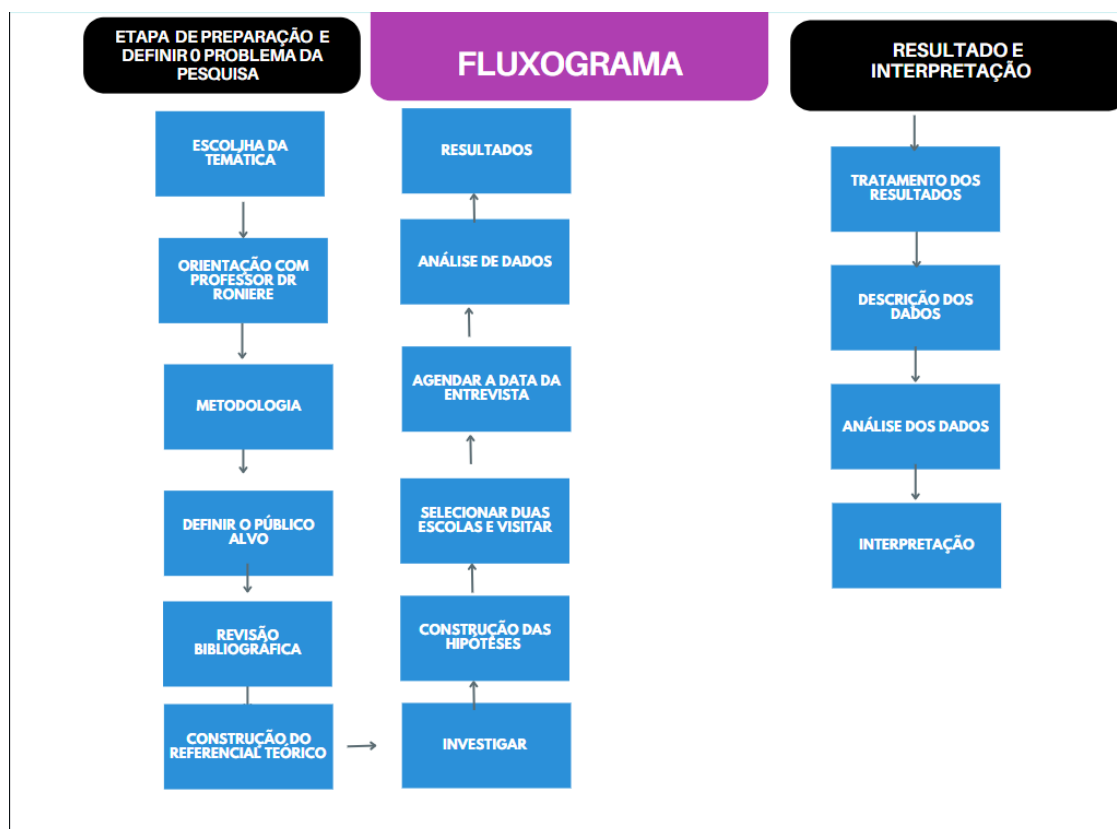 ETAPA DE PREPARAÇÃO E
DEFINIR 0 PROBLEMA DA
PESQUISA
ESCOLHA DA
TEMÁTICA
ORIENTAÇÃO COM
PROFESSOR DR
RONIERE
METODOLOGIA
DEFINIR O PÚBLICO
ALVO
REVISÃO
BIBLIOGRÁFICA
CONSTRUÇÃO DO
REFERENCIAL TEÓRICO
FLUXOGRAMA
RESULTADOS
ANÁLISE DE DADOS
AGENDAR A DATA DA
ENTREVISTA
SELECIONAR DUAS
ESCOLAS E VISITAR
CONSTRUÇÃO DAS
HIPÓTESES
INVESTIGAR
RESULTADO E
INTERPRETAÇÃO
TRATAMENTO DOS
RESULTADOS
DESCRIÇÃO DOS
DADOS
ANÁLISE DOS DADOS
INTERPRETAÇÃO